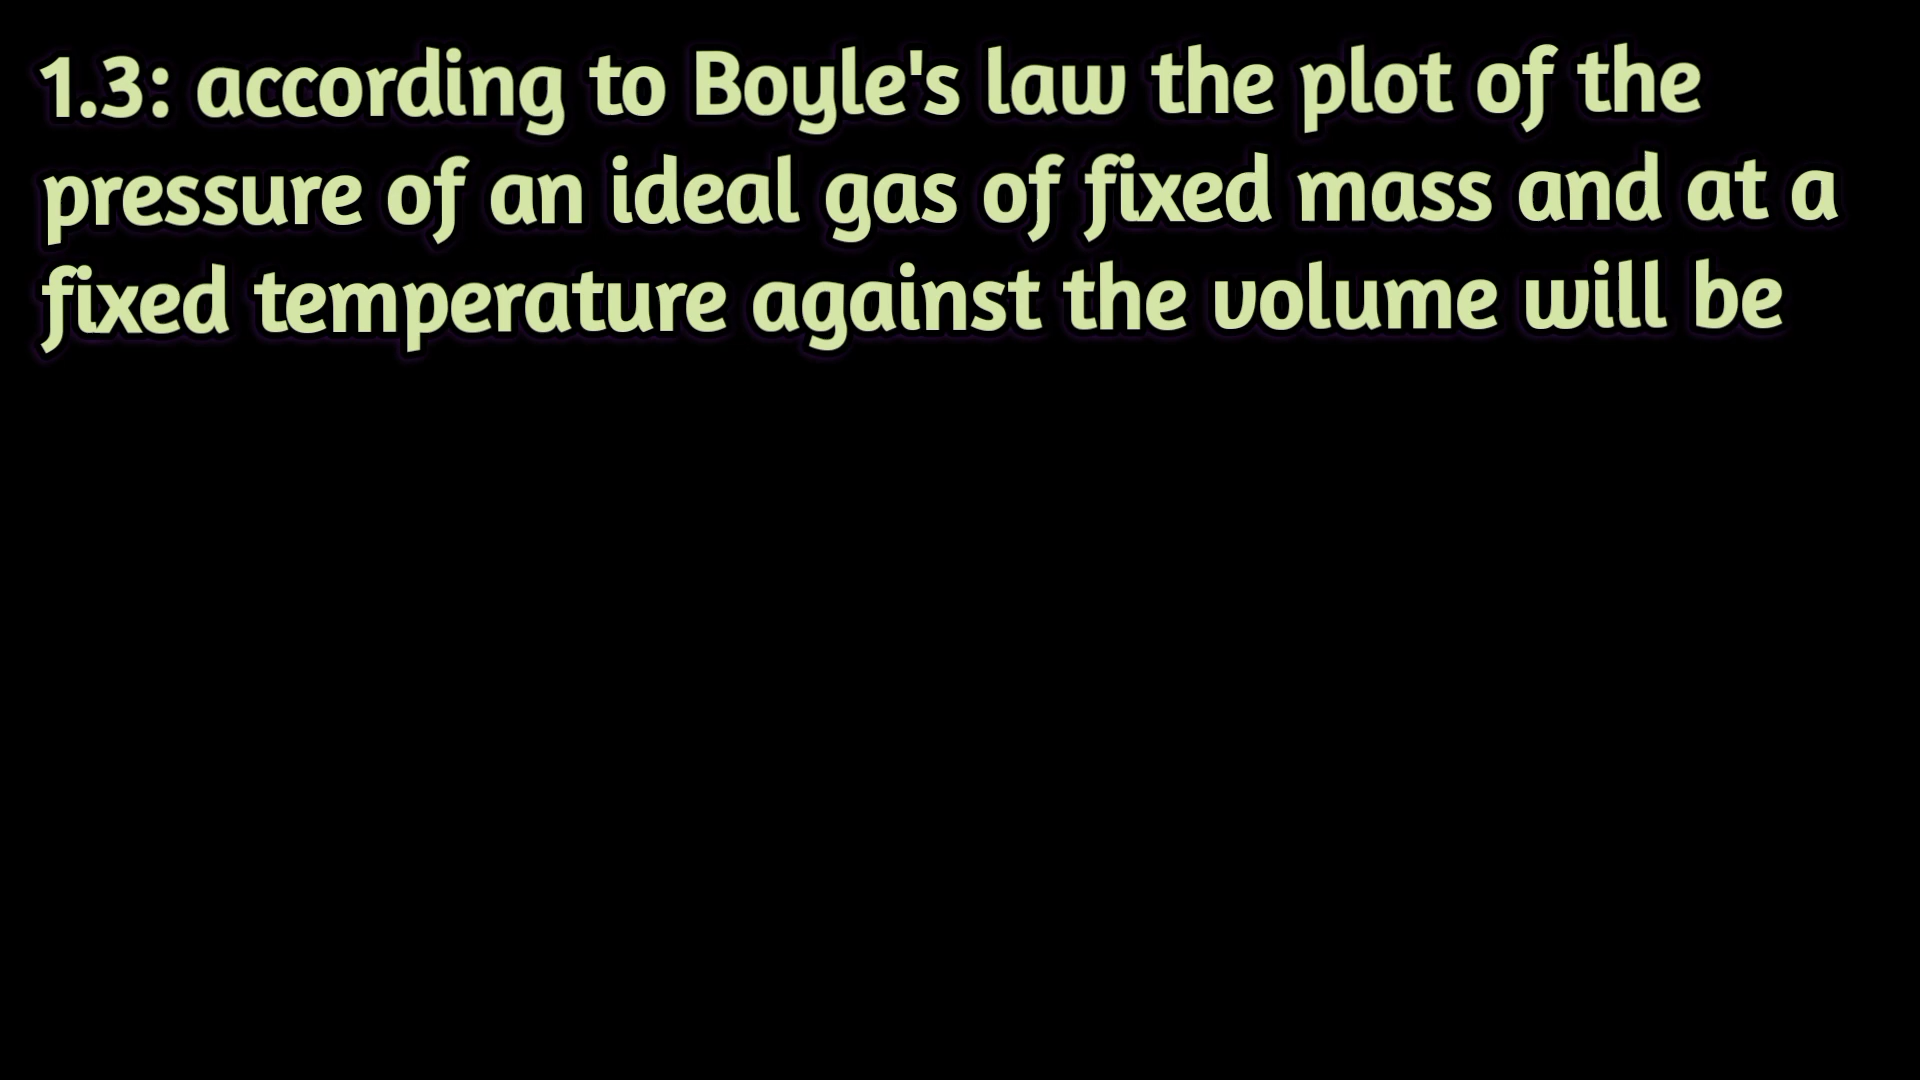 1.3: according to Boyle's law the plot of the
pressure of an ideal gas of fixed mass and at a
fixed temperature against the volume will be